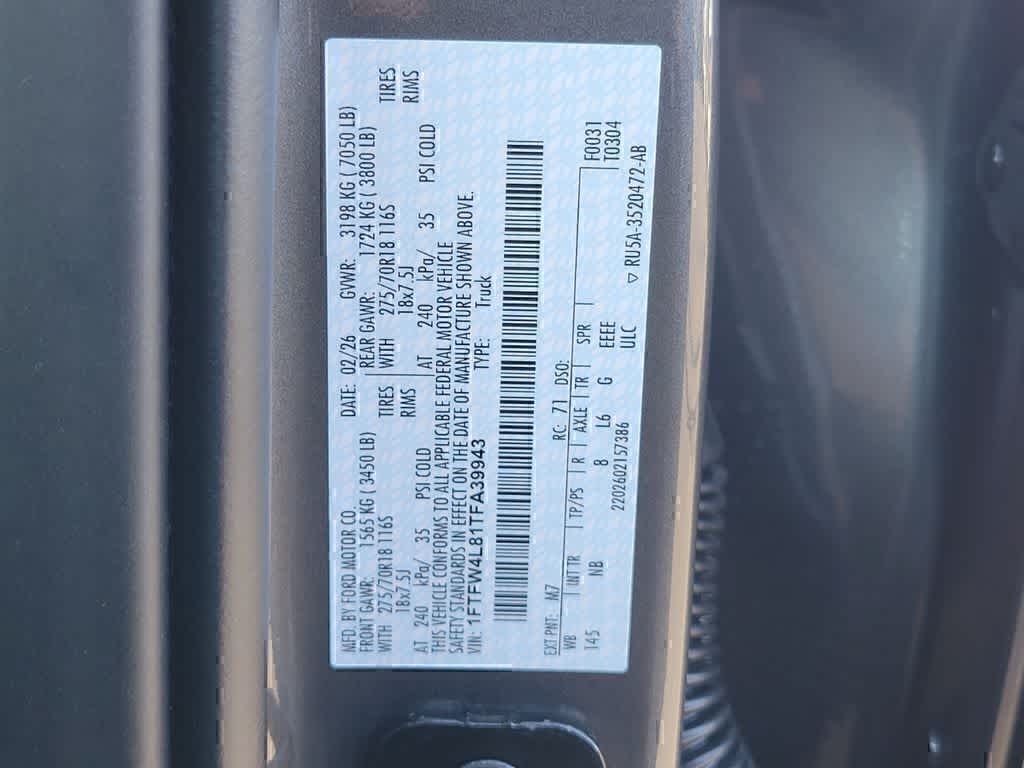 MFD. BY FORD MOTOR CO. DATE: 02/26 GVWR: 3198 KG ( 7050 LB)
FRONT GAWR: 1565 KG ( 3450 LB) REAR GAWR: 1724 KG ( 3800 LB)
WITH 275/70R18 116S TIRES WITH 275/70R18 116S TIRES
18x7.5J RIMS 18x7.5J RIMS
AT 240 kPa/ 35 PSI COLD AT 240 kPa/ 35 PSI COLD
THIS VEHICLE CONFORMS TO ALL APPLICABLE FEDERAL MOTOR VEHICLE
SAFETY STANDARDS IN EFFECT ON THE DATE OF MANUFACTURE SHOWN ABOVE.
VIN: 1FTFW4L81TFA39943 TYPE: Truck
EXT PNT: M7 RC: 71 DSO: F0031
WB INT TR TP/PS R AXLE TR SPR T0304
145 NB 8 L6 G EEEE
2202602157386 ULC ▽ RU5A-3520472-AB